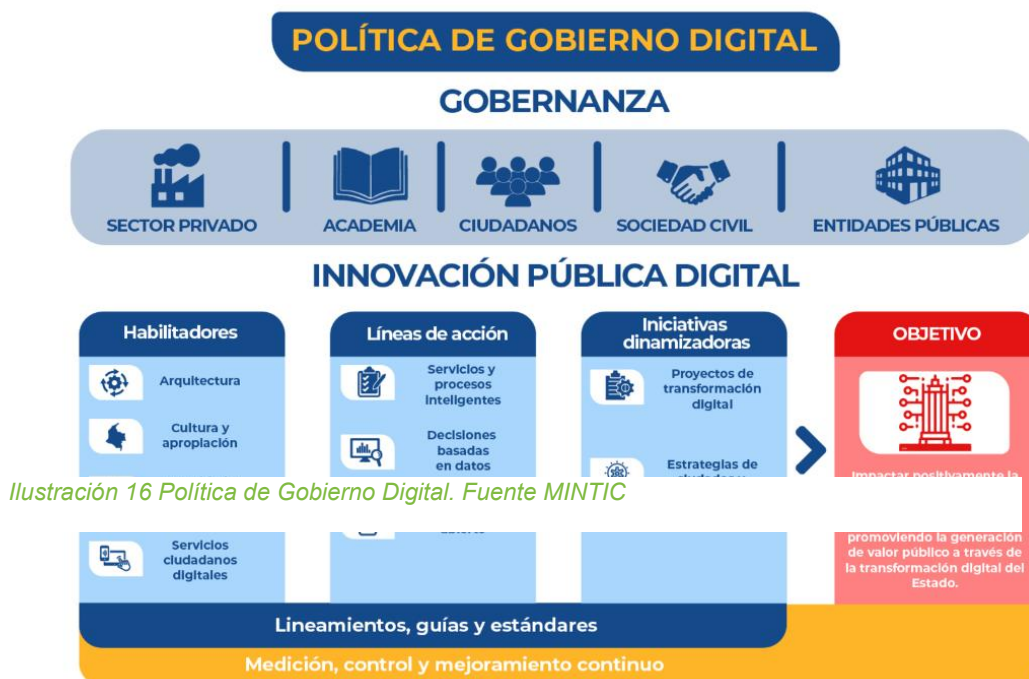 POLÍTICA DE GOBIERNO DIGITAL
GOBERNANZA
SECTOR PRIVADO
ACADEMIA
CIUDADANOS
SOCIEDAD CIVIL
ENTIDADES PÚBLICAS
INNOVACIÓN PÚBLICA DIGITAL
Habilitadores
Arquitectura
Cultura y
apropiación
Servicios
ciudadanos
digitales
Líneas de acción
Servicios y
procesos
inteligentes
Decisiones
basadas
en datos
Iniciativas
dinamizadoras
Proyectos de
transformación
digital
Estrategias de
OBJETIVO
Impactar positivamente la
promoviendo la generación
de valor público a través de
la transformación digital del
Estado.
Ilustración 16 Política de Gobierno Digital. Fuente MINTIC
Lineamientos, guías y estándares
Medición, control y mejoramiento continuo